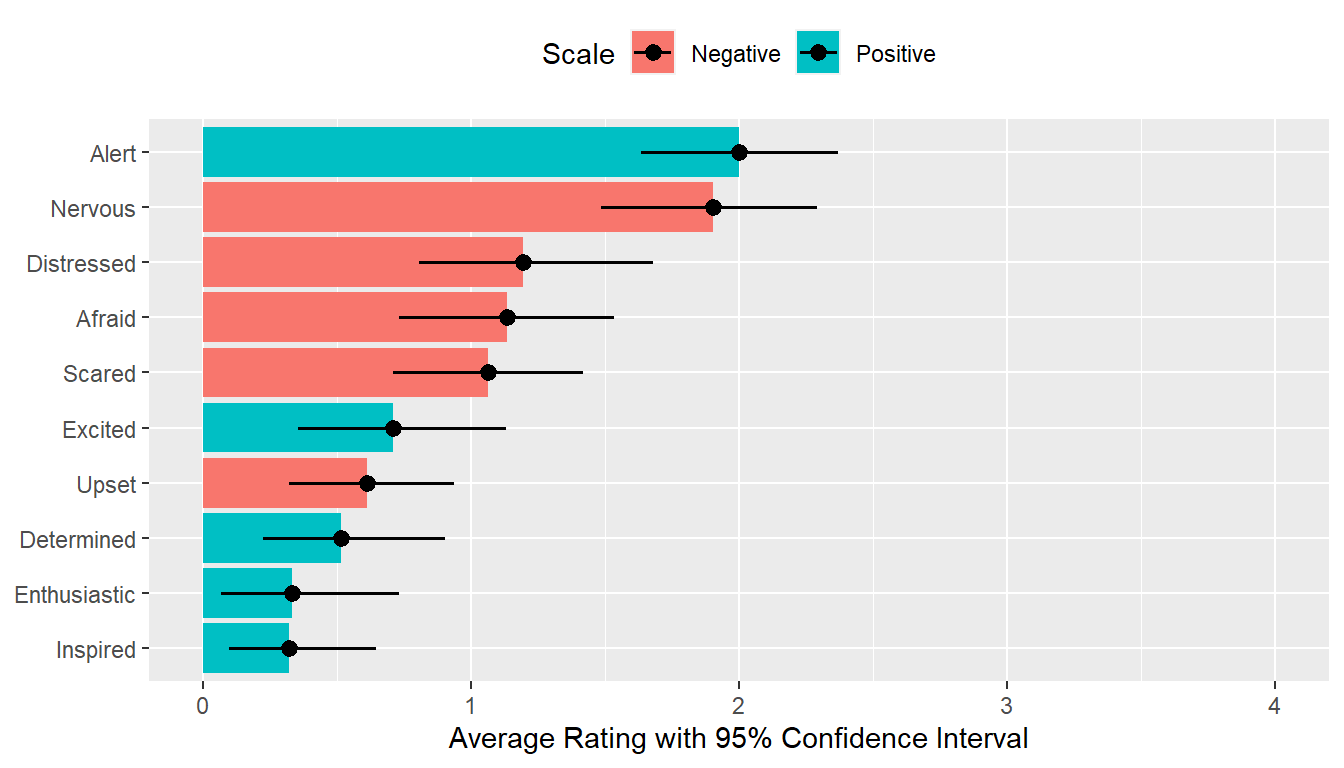 Scale Negative Positive
Alert
Nervous
Distressed
Afraid
Scared
Excited
Upset
Determined
Enthusiastic
Inspired
0 1 2 3 4
Average Rating with 95% Confidence Interval